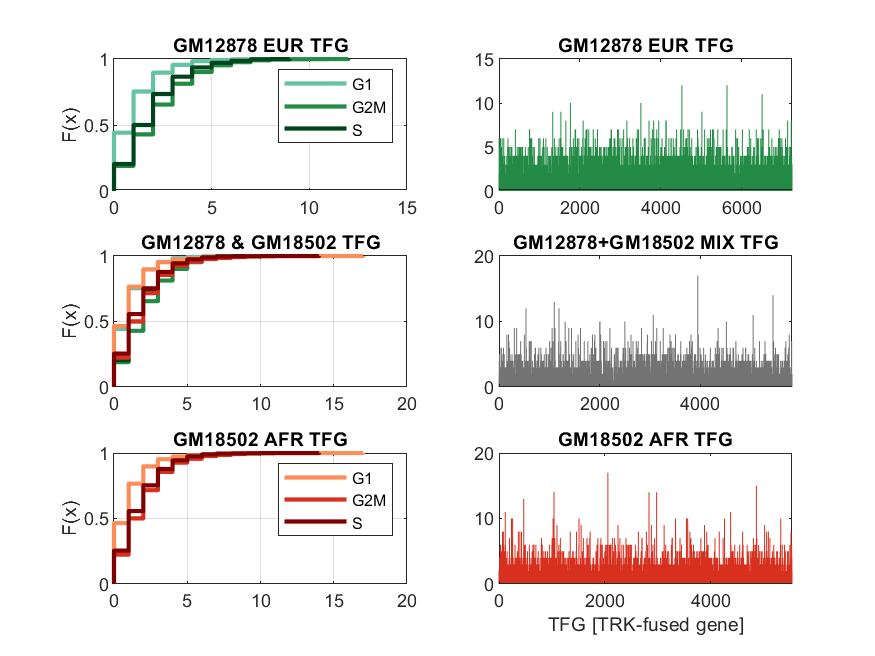 GM12878 EUR TFG
F(x)
1
0.5
0
0 5 10 15
G1
G2M
S
GM12878 EUR TFG
15
10
5
0
0 2000 4000 6000
GM12878 & GM18502 TFG
F(x)
1
0.5
0
0 5 10 15 20
GM12878+GM18502 MIX TFG
20
10
0
0 2000 4000
GM18502 AFR TFG
F(x)
1
0.5
0
0 5 10 15 20
G1
G2M
S
GM18502 AFR TFG
20
10
0
0 2000 4000
TFG [TRK-fused gene]